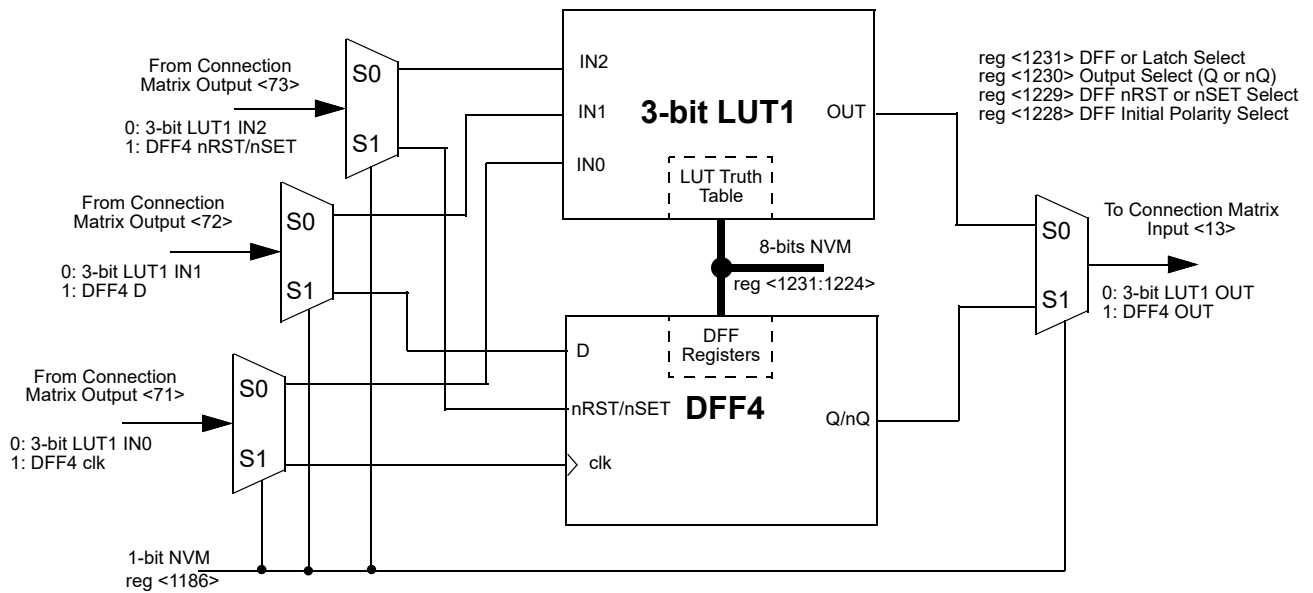 From Connection
Matrix Output <73>
0: 3-bit LUT1 IN2
1: DFF4 nRST/nSET
S0
S1
From Connection
Matrix Output <72>
0: 3-bit LUT1 IN1
1: DFF4 D
S0
S1
From Connection
Matrix Output <71>
0: 3-bit LUT1 IN0
1: DFF4 clk
S0
S1
1-bit NVM
reg <1186>
IN2
IN1
IN0
3-bit LUT1
OUT
LUT Truth
Table
8-bits NVM
reg <1231:1224>
DFF
Registers
D
nRST/nSET
clk
DFF4
Q/nQ
reg <1231> DFF or Latch Select
reg <1230> Output Select (Q or nQ)
reg <1229> DFF nRST or nSET Select
reg <1228> DFF Initial Polarity Select
S0
S1
To Connection Matrix
Input <13>
0: 3-bit LUT1 OUT
1: DFF4 OUT